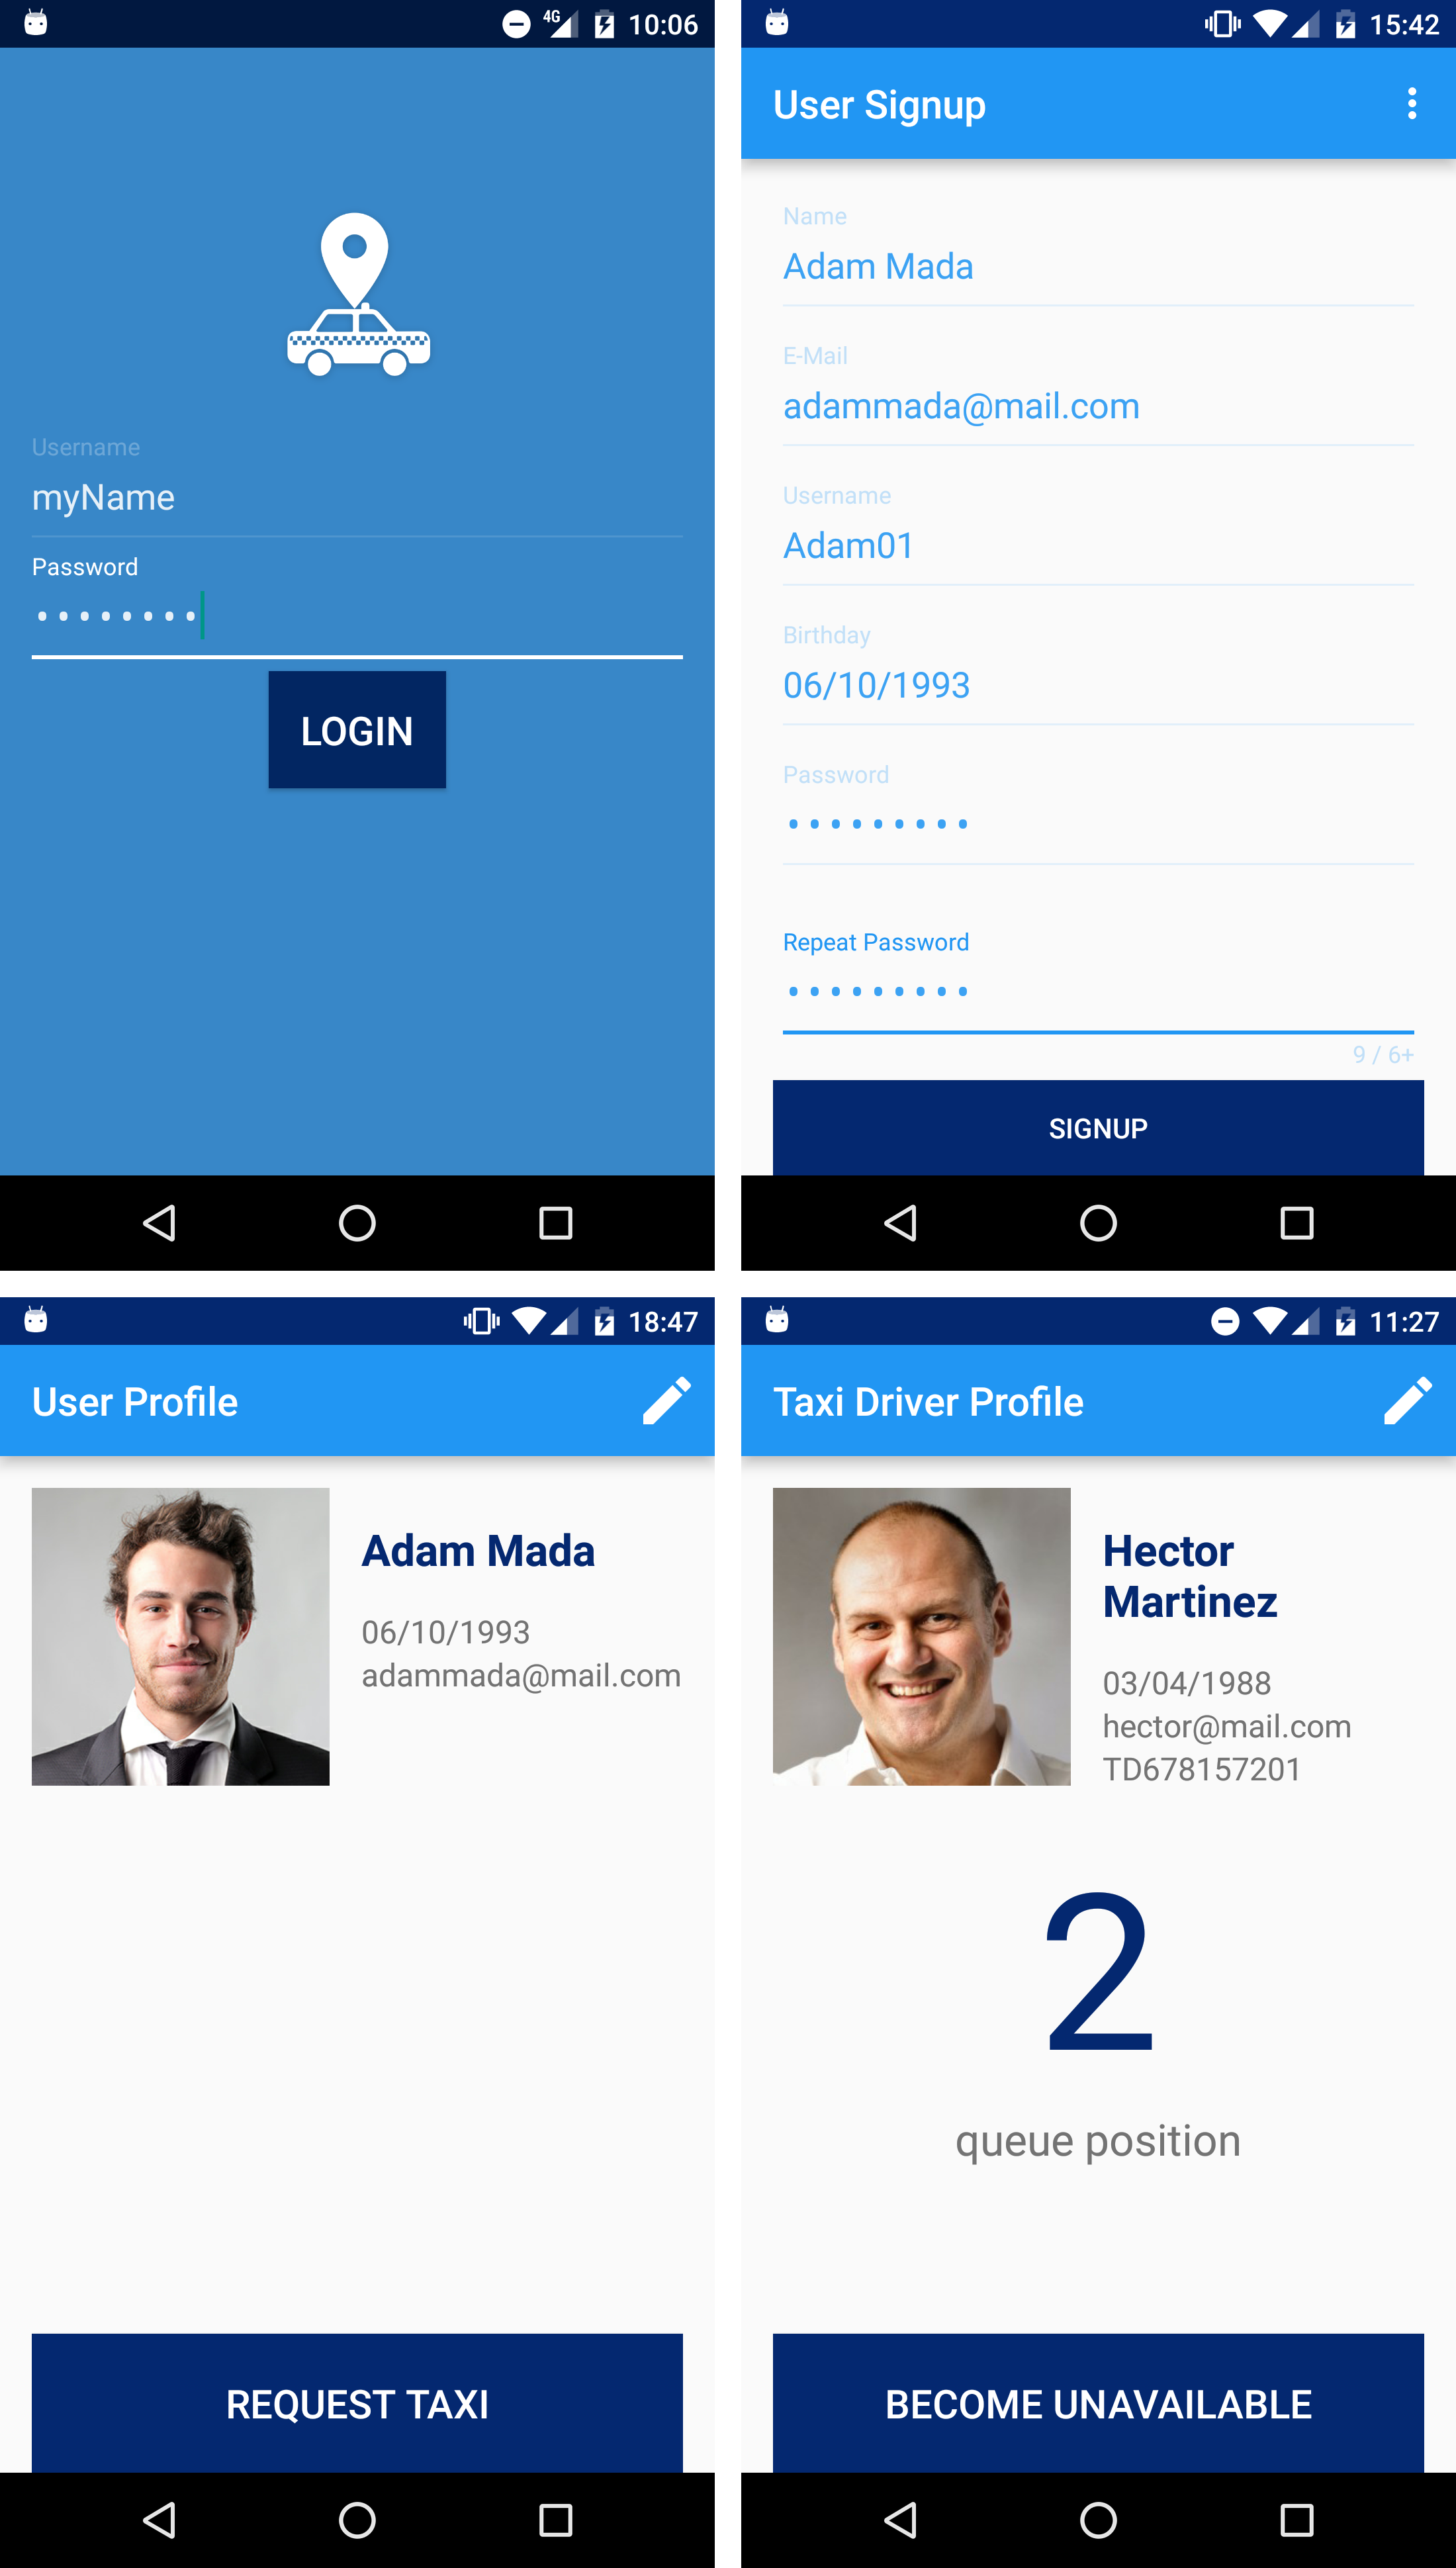 4G 10:06
Username
myName
Password
LOGIN
15:42
User Signup
Name
Adam Mada
E-Mail
adammada@mail.com
Username
Adam01
Birthday
06/10/1993
Password
Repeat Password
9 / 6+
SIGNUP
18:47
User Profile
Adam Mada
06/10/1993
adammada@mail.com
REQUEST TAXI
11:27
Taxi Driver Profile
Hector
Martinez
03/04/1988
hector@mail.com
TD678157201
2
queue position
BECOME UNAVAILABLE